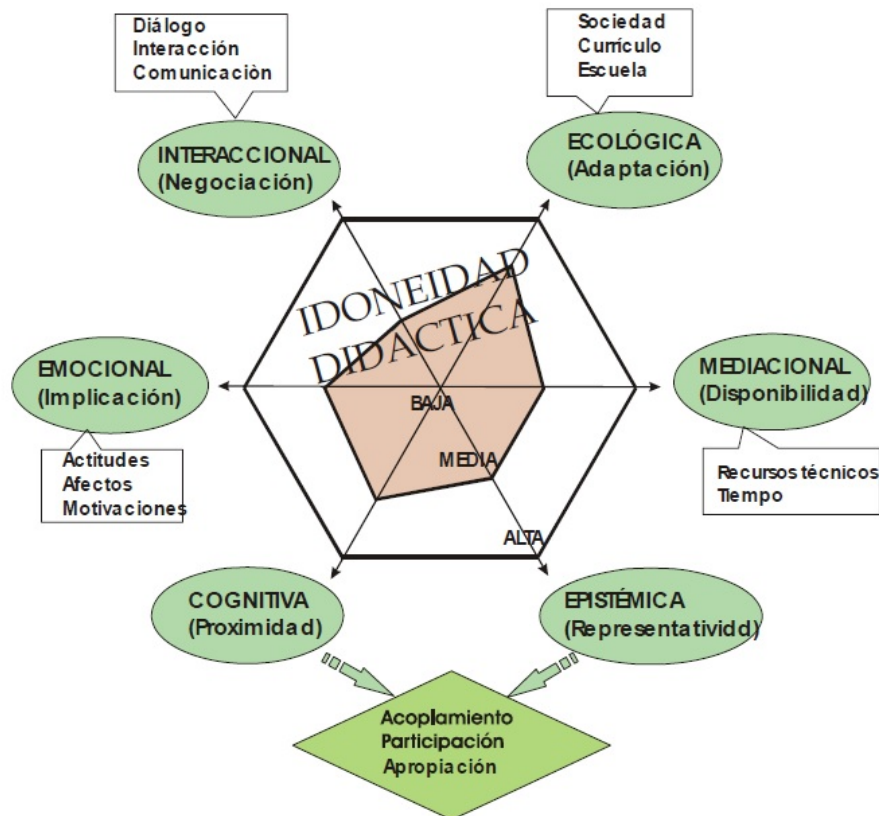 Diálogo
Interacción
Comunicaciòn
Sociedad
Currículo
Escuela
INTERACCIONAL
(Negociación)
ECOLÓGICA
(Adaptación)
IDONEIDAD
DIDACTICA
EMOCIONAL
(Implicación)
MEDIACIONAL
(Disponibilidad)
BAJA
MEDIA
ALTA
Actitudes
Afectos
Motivaciones
Recursos técnicos
Tiempo
COGNITIVA
(Proximidad)
EPISTÉMICA
(Representatividd)
Acoplamiento
Participación
Apropiación